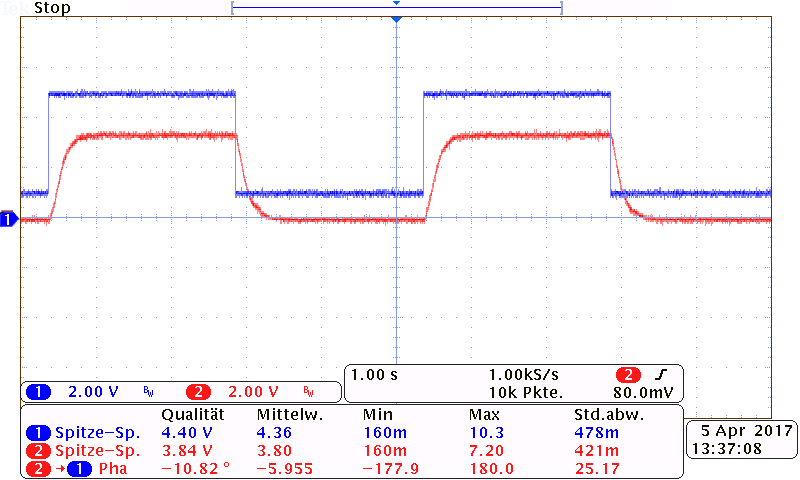 Tek Stop
1
1 2.00 V BW 2 2.00 V BW
1.00 s 1.00kS/s 2
10k Pkte. 80.0mV
Qualität Mittelw. Min Max Std.abw.
1 Spitze-Sp. 4.40 V 4.36 160m 10.3 478m
2 Spitze-Sp. 3.84 V 3.80 160m 7.20 421m
2 → 1 Pha -10.82 ° -5.955 -177.9 180.0 25.17
5 Apr 2017
13:37:08